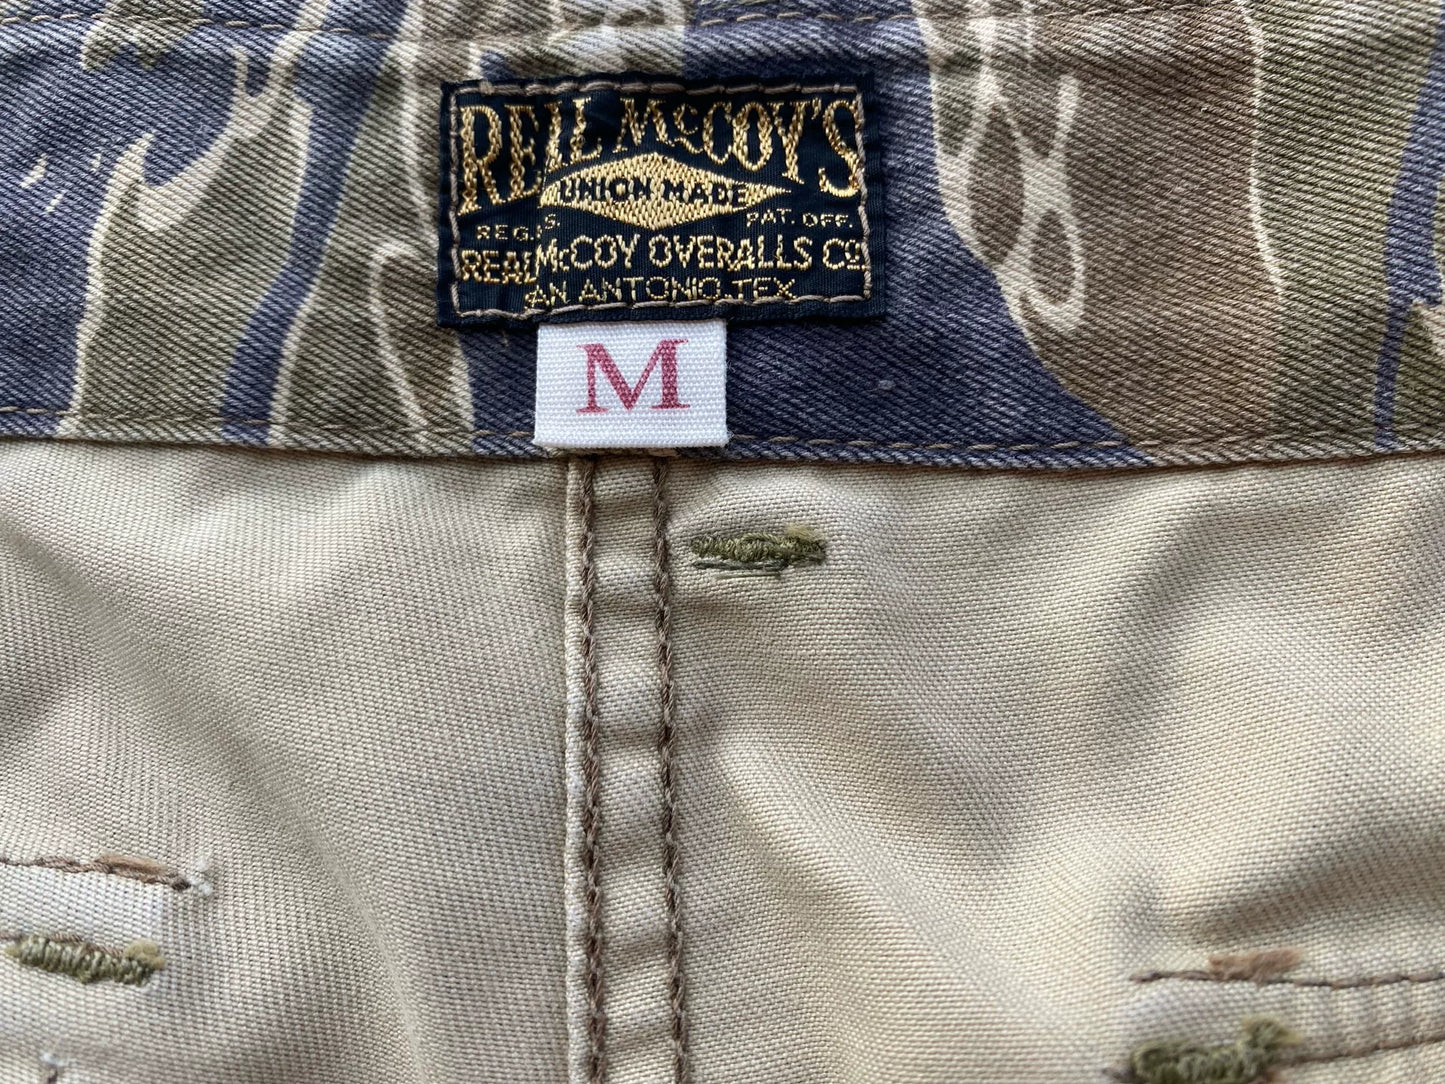 REAL McCOY'S
UNION MADE
REG. U.S. PAT. OFF.
REAL McCOY OVERALLS Co.
SAN ANTONIO, TEX.
M